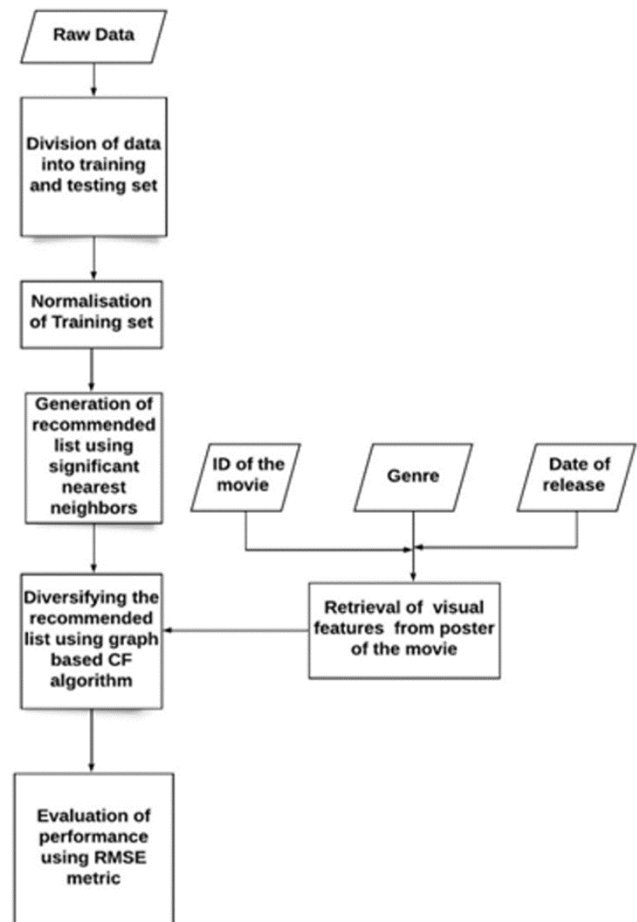 Raw Data
Division of data
into training
and testing set
Normalisation
of Training set
Generation of
recommended
list using
significant
nearest
neighbors
ID of the
movie
Genre
Date of
release
Diversifying the
recommended
list using graph
based CF
algorithm
Retrieval of visual
features from poster
of the movie
Evaluation of
performance
using RMSE
metric